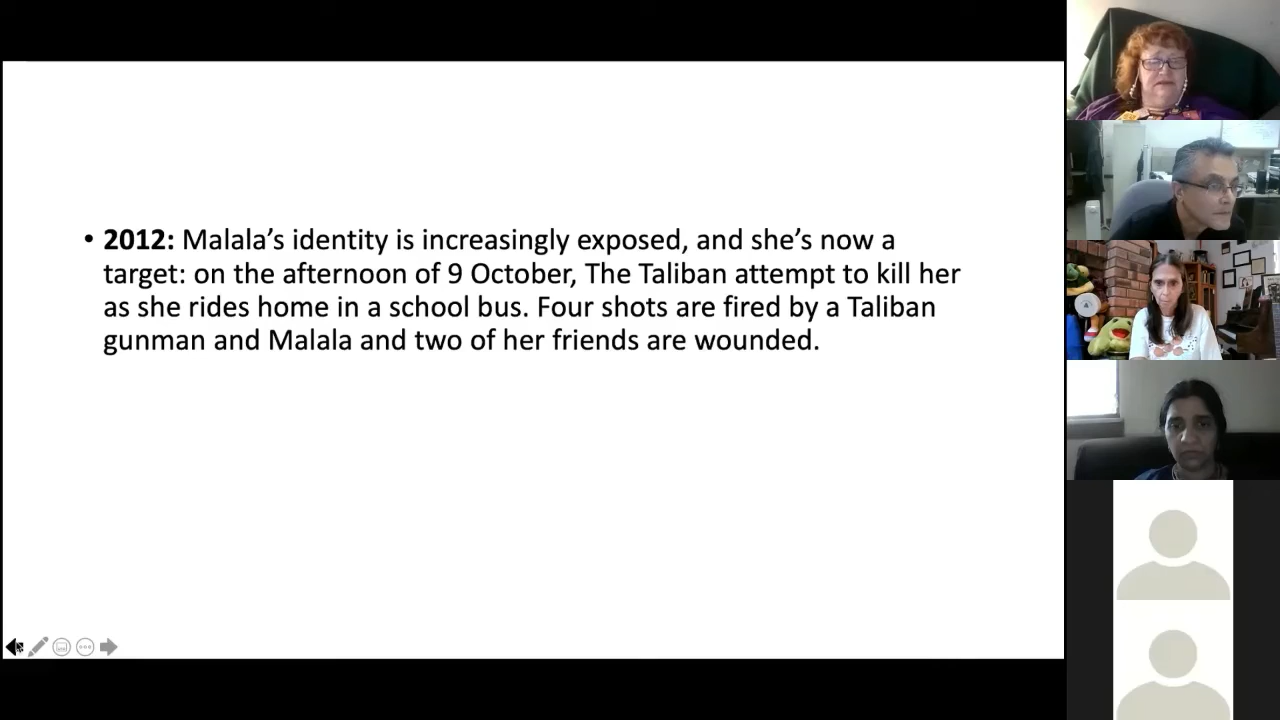 • 2012: Malala’s identity is increasingly exposed, and she’s now a
target: on the afternoon of 9 October, The Taliban attempt to kill her
as she rides home in a school bus. Four shots are fired by a Taliban
gunman and Malala and two of her friends are wounded.